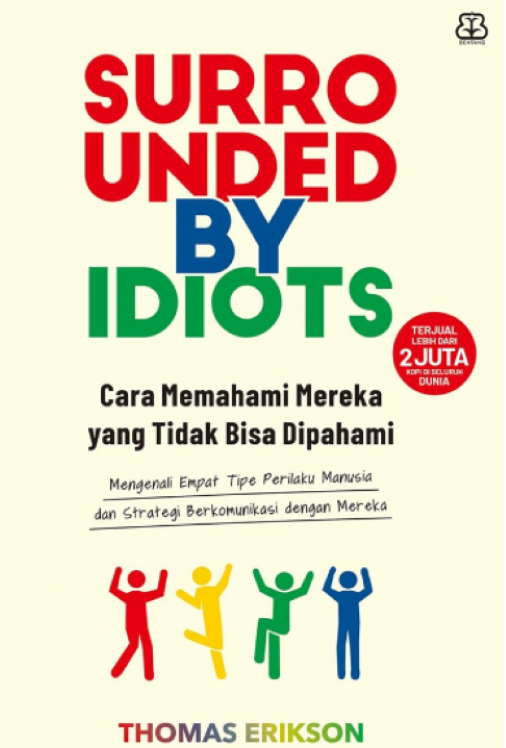 BENTANG
SURRO
UNDED
BY
IDIOTS
TERJUAL
LEBIH DARI
2 JUTA
KOPI DI SELURUH
DUNIA
Cara Memahami Mereka
yang Tidak Bisa Dipahami
Mengenali Empat Tipe Perilaku Manusia
dan Strategi Berkomunikasi dengan Mereka
THOMAS ERIKSON